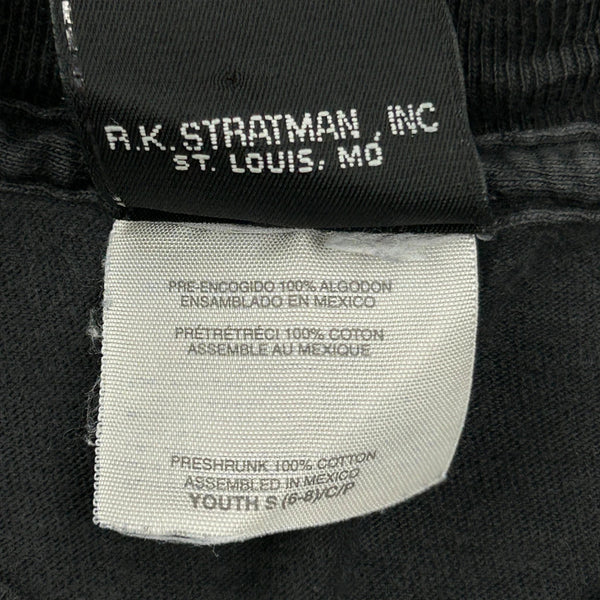 R.K. STRATMAN, INC
ST. LOUIS, MO
PRE-ENCOGIDO 100% ALGODON
ENSAMBLADO EN MEXICO
PRÉTRÉTRÉCI 100% COTON
ASSEMBLE AU MEXIQUE
PRESHRUNK 100% COTTON
ASSEMBLED IN MEXICO
YOUTH S (6-8)/C/P